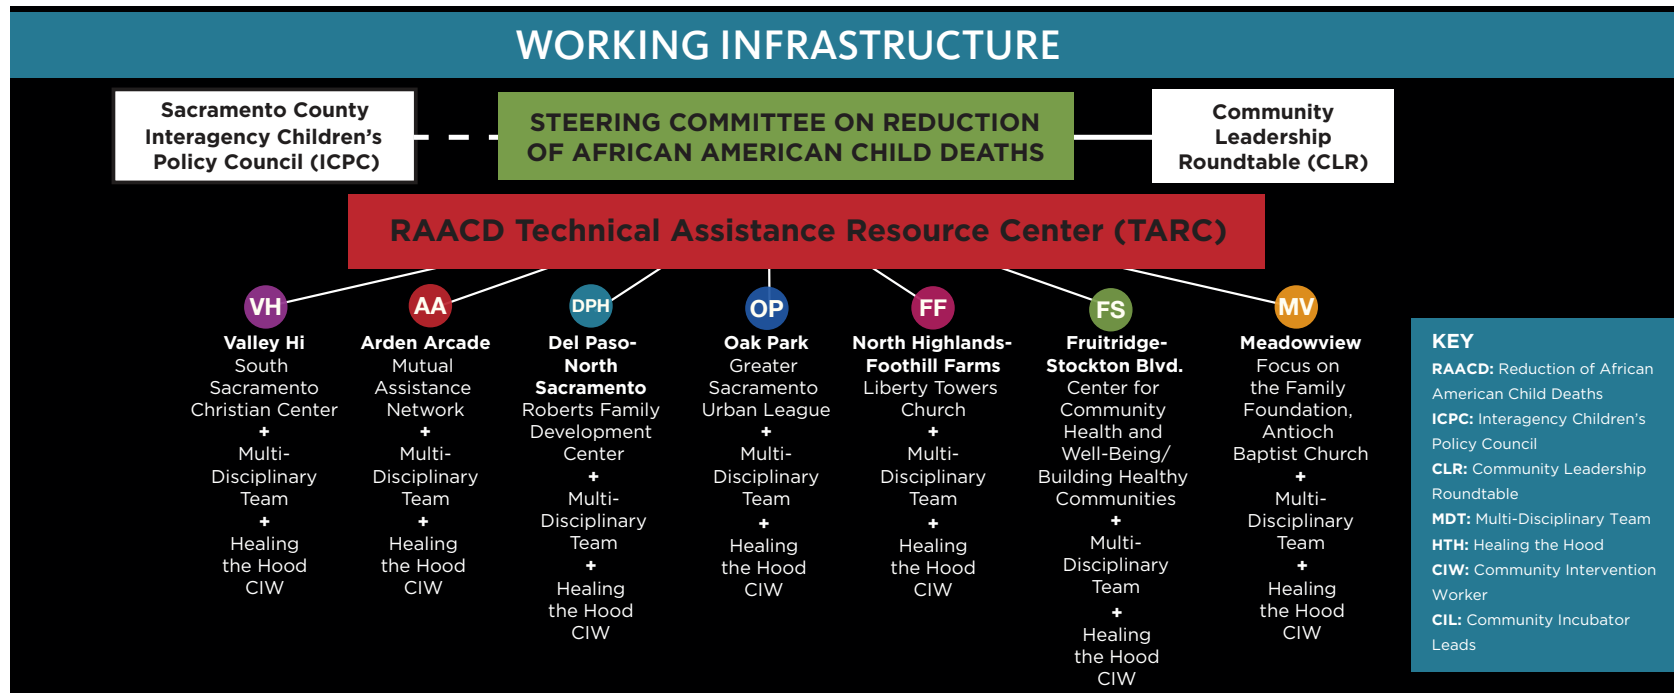 WORKING INFRASTRUCTURE
Sacramento County
Interagency Children's
Policy Council (ICPC)
STEERING COMMITTEE ON REDUCTION
OF AFRICAN AMERICAN CHILD DEATHS
Community
Leadership
Roundtable (CLR)
RAACD Technical Assistance Resource Center (TARC)
VH
Valley Hi
South
Sacramento
Christian Center
+
Multi-
Disciplinary
Team
+
Healing
the Hood
CIW
AA
Arden Arcade
Mutual
Assistance
Network
+
Multi-
Disciplinary
Team
+
Healing
the Hood
CIW
DPH
Del Paso-
North
Sacramento
Roberts Family
Development
Center
+
Multi-
Disciplinary
Team
+
Healing
the Hood
CIW
OP
Oak Park
Greater
Sacramento
Urban League
+
Multi-
Disciplinary
Team
+
Healing
the Hood
CIW
FF
North Highlands-
Foothill Farms
Liberty Towers
Church
+
Multi-
Disciplinary
Team
+
Healing
the Hood
CIW
FS
Fruitridge-
Stockton Blvd.
Center for
Community
Health and
Well-Being/
Building Healthy
Communities
+
Multi-
Disciplinary
Team
+
Healing
the Hood
CIW
MV
Meadowview
Focus on
the Family
Foundation,
Antioch
Baptist Church
+
Multi-
Disciplinary
Team
+
Healing
the Hood
CIW
KEY
RAACD: Reduction of African
American Child Deaths
ICPC: Interagency Children's
Policy Council
CLR: Community Leadership
Roundtable
MDT: Multi-Disciplinary Team
HTH: Healing the Hood
CIW: Community Intervention
Worker
CIL: Community Incubator
Leads